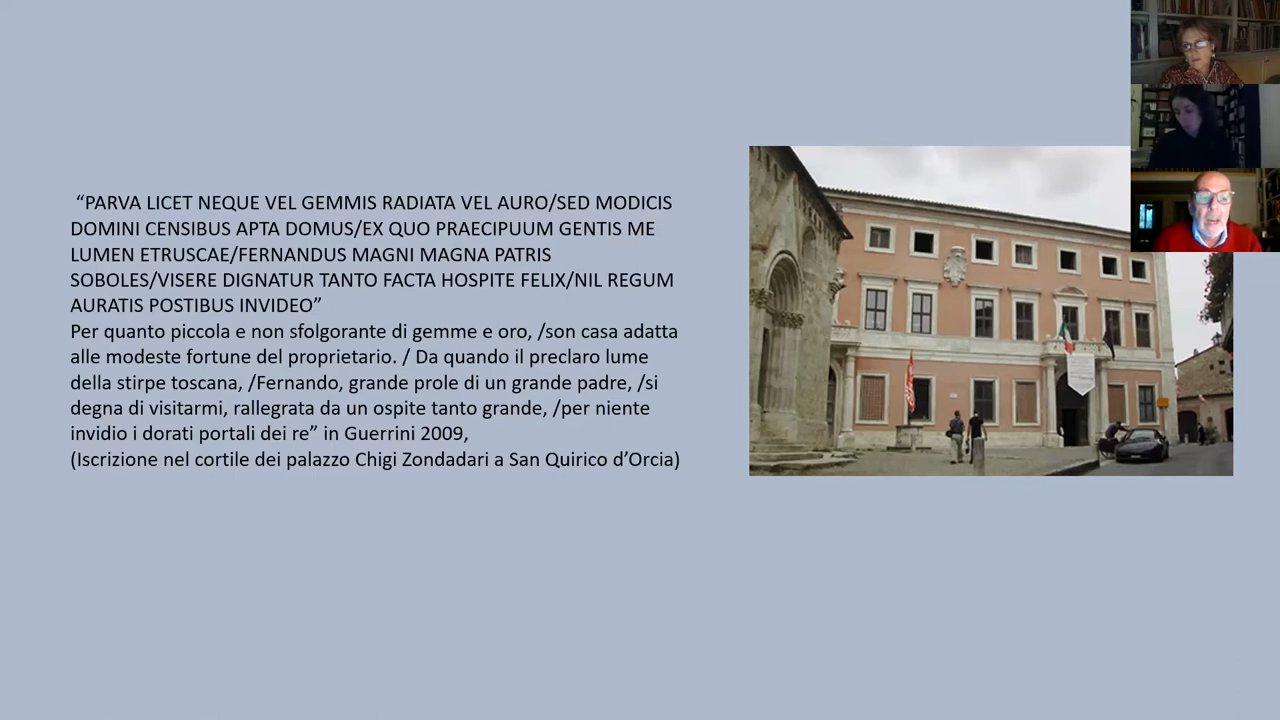 “PARVA LICET NEQUE VEL GEMMIS RADIATA VEL AURO/SED MODICIS
DOMINI CENSIBUS APTA DOMUS/EX QUO PRAECIPUUM GENTIS ME
LUMEN ETRUSCAE/FERNANDUS MAGNI MAGNA PATRIS
SOBOLES/VISERE DIGNATUR TANTO FACTA HOSPITE FELIX/NIL REGUM
AURATIS POSTIBUS INVIDEO”
Per quanto piccola e non sfolgorante di gemme e oro, /son casa adatta
alle modeste fortune del proprietario. / Da quando il preclaro lume
della stirpe toscana, /Fernando, grande prole di un grande padre, /si
degna di visitarmi, rallegrata da un ospite tanto grande, /per niente
invidio i dorati portali dei re” in Guerrini 2009,
(Iscrizione nel cortile dei palazzo Chigi Zondadari a San Quirico d’Orcia)